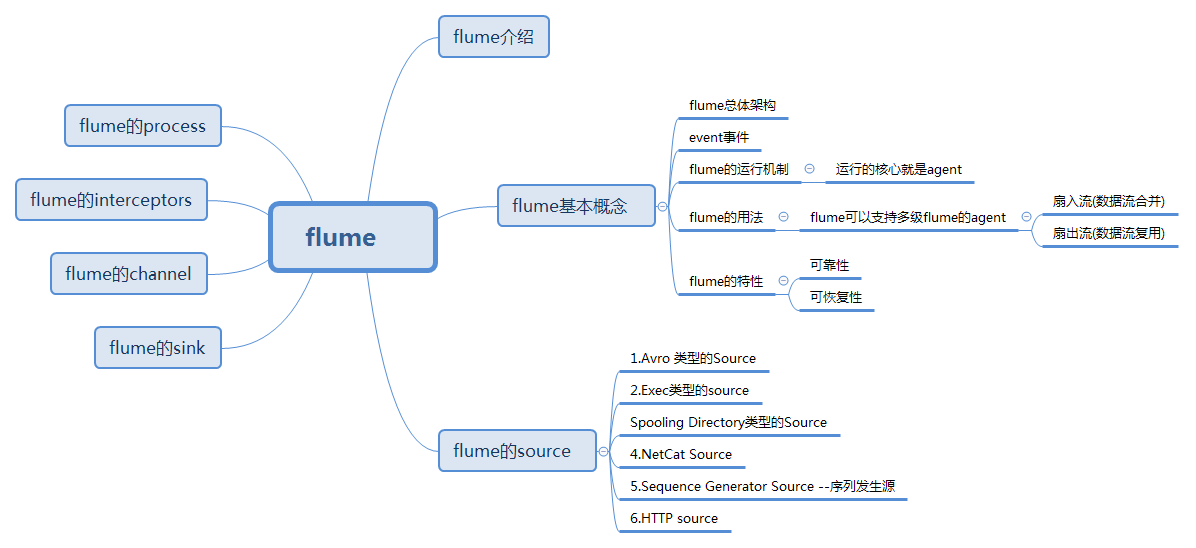 flume
flume介绍
flume基本概念
flume总体架构
event事件
flume的运行机制
运行的核心就是agent
flume的用法
flume可以支持多级flume的agent
扇入流(数据流合并)
扇出流(数据流复用)
flume的特性
可靠性
可恢复性
flume的source
1.Avro 类型的Source
2.Exec类型的source
Spooling Directory类型的Source
4.NetCat Source
5.Sequence Generator Source --序列发生源
6.HTTP source
flume的process
flume的interceptors
flume的channel
flume的sink